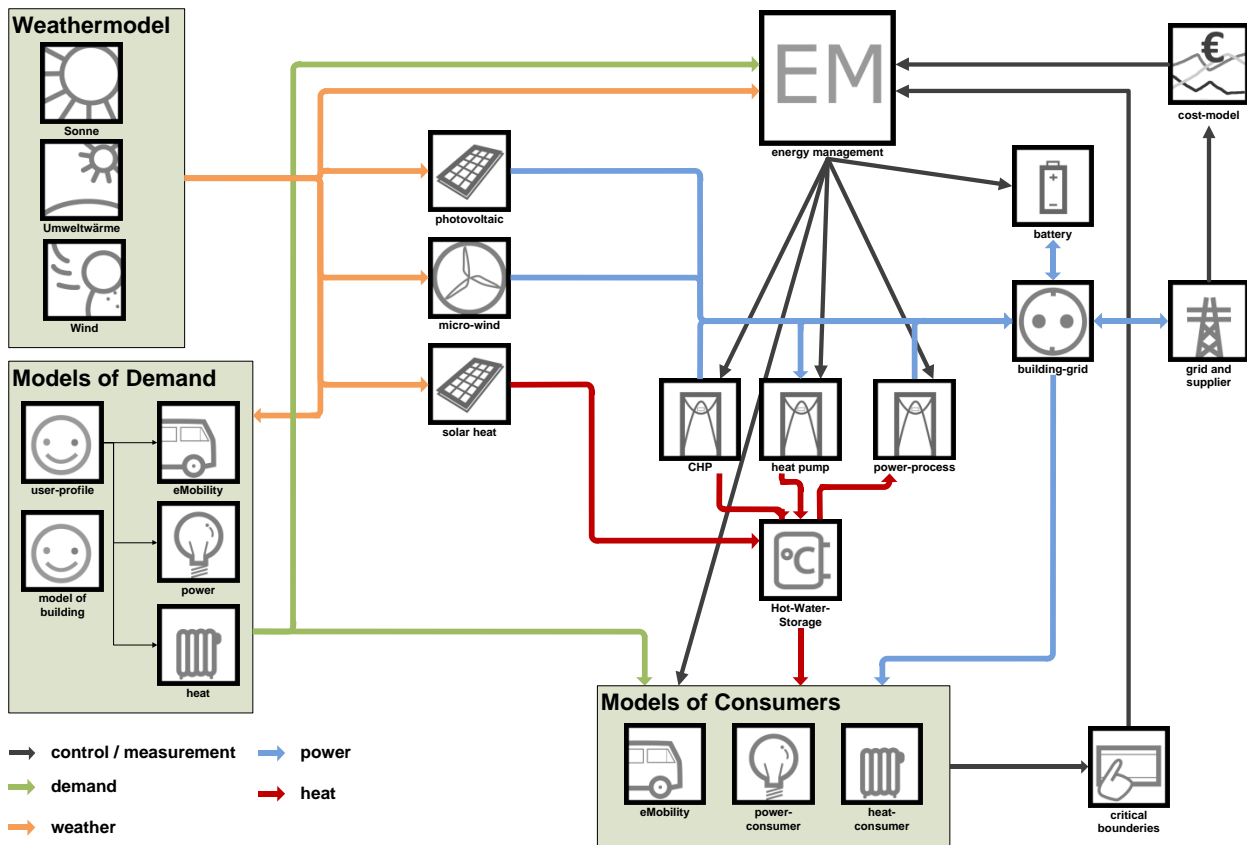 Weathermodel
Sonne
Umweltwärme
Wind
EM
energy management
€
cost-model
photovoltaic
+
−
battery
micro-wind
building-grid
grid and
supplier
solar heat
CHP
heat pump
power-process
°C
Hot-Water-
Storage
Models of Demand
user-profile
eMobility
model of
building
power
heat
Models of Consumers
eMobility
power-
consumer
heat-
consumer
critical
bounderies
control / measurement
power
demand
heat
weather